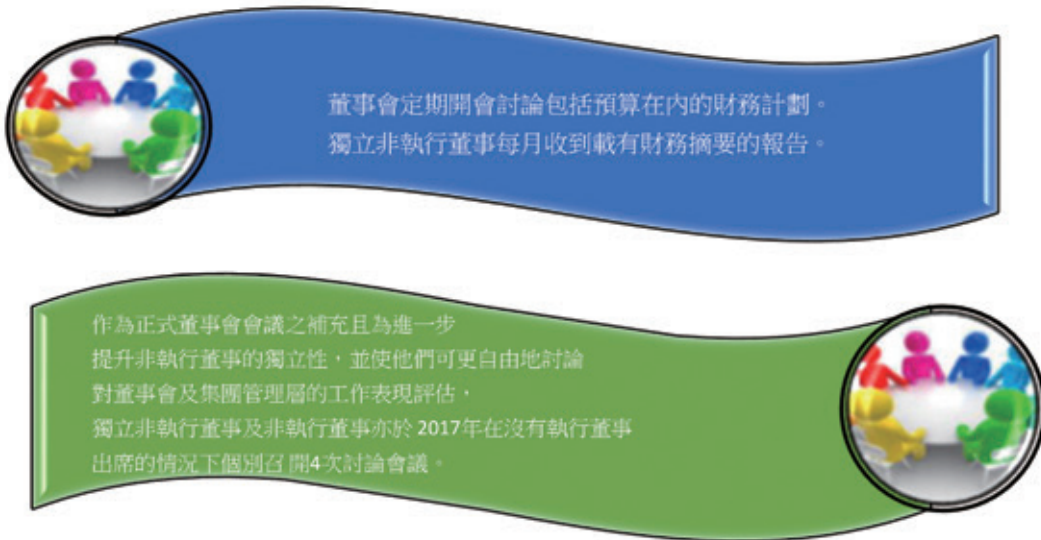 董事會定期開會討論包括預算在內的財務計劃。
獨立非執行董事每月收到載有財務摘要的報告。
作為正式董事會會議之補充且為進一步
提升非執行董事的獨立性，並使他們可更自由地討論
對董事會及集團管理層的工作表現評估，
獨立非執行董事及非執行董事亦於 2017年在沒有執行董事
出席的情況下個別召 開4次討論會議。